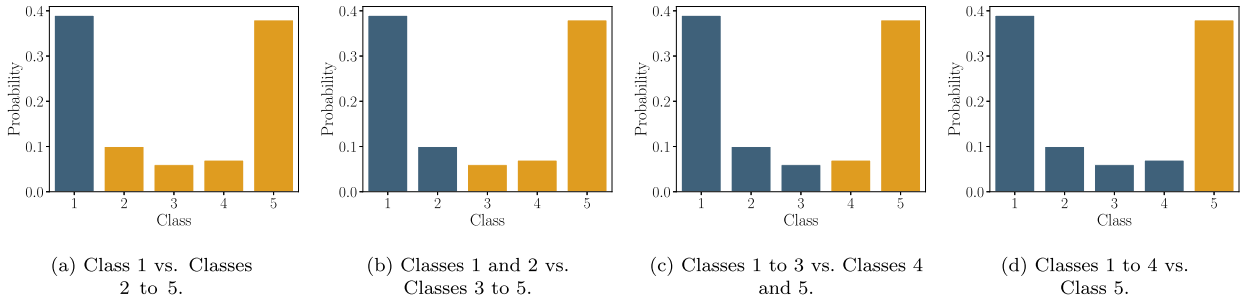 0.4
0.3
0.2
0.1
0.0
Probability
1 2 3 4 5
Class
(a) Class 1 vs. Classes
2 to 5.
0.4
0.3
0.2
0.1
0.0
Probability
1 2 3 4 5
Class
(b) Classes 1 and 2 vs.
Classes 3 to 5.
0.4
0.3
0.2
0.1
0.0
Probability
1 2 3 4 5
Class
(c) Classes 1 to 3 vs. Classes 4
and 5.
0.4
0.3
0.2
0.1
0.0
Probability
1 2 3 4 5
Class
(d) Classes 1 to 4 vs.
Class 5.